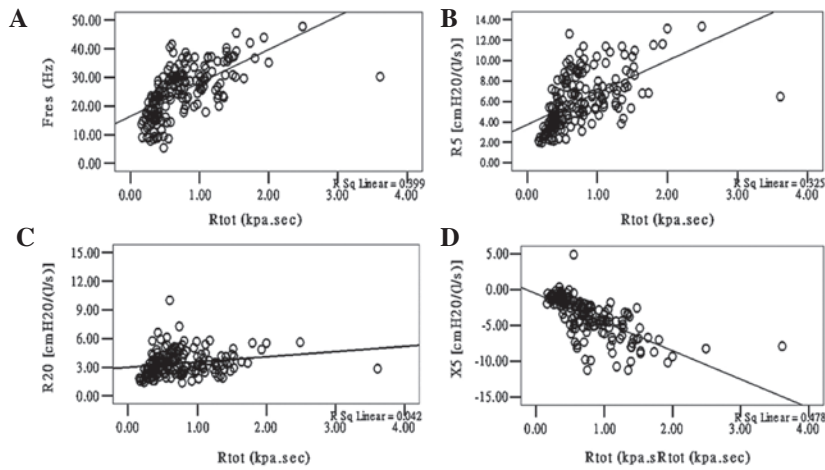 A
50.00
40.00
30.00
20.00
10.00
0.00
Fres (Hz)
0.00 1.00 2.00 3.00 4.00
R Sq Linear = 0.399
Rtot (kpa.sec)
B
14.00
12.00
10.00
8.00
6.00
4.00
2.00
0.00
R5 [cmH20/(l/s)]
0.00 1.00 2.00 3.00 4.00
R Sq Linear = 0.325
Rtot (kpa.sec)
C
15.00
12.00
9.00
6.00
3.00
0.00
R20 [cmH20/(l/s)]
0.00 1.00 2.00 3.00 4.00
R Sq Linear = 0.042
Rtot (kpa.sec)
D
5.00
0.00
-5.00
-10.00
-15.00
X5 [cmH20/(l/s)]
0.00 1.00 2.00 3.00 4.00
R Sq Linear = 0.478
Rtot (kpa.sRtot (kpa.sec)